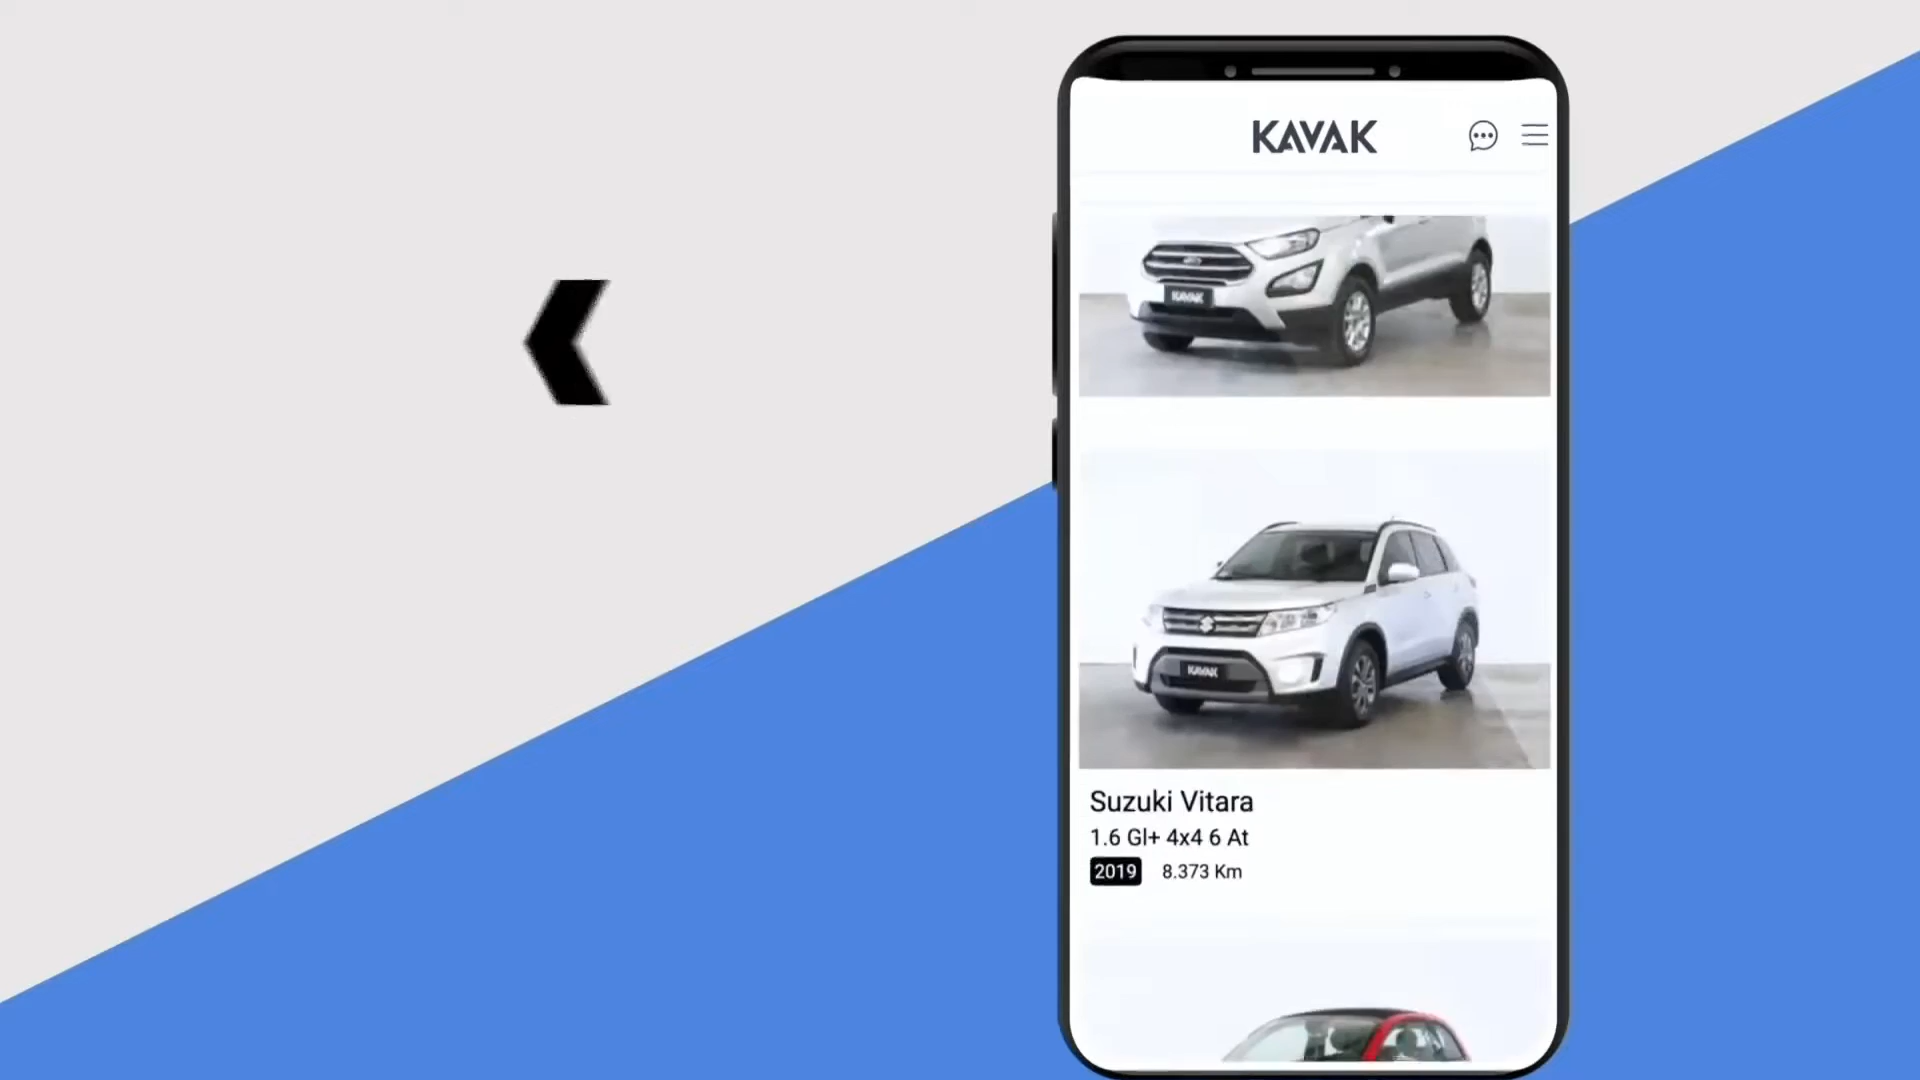 KAVAK
KAVAK
KAVAK
Suzuki Vitara
1.6 Gl+ 4x4 6 At
2019 8.373 Km